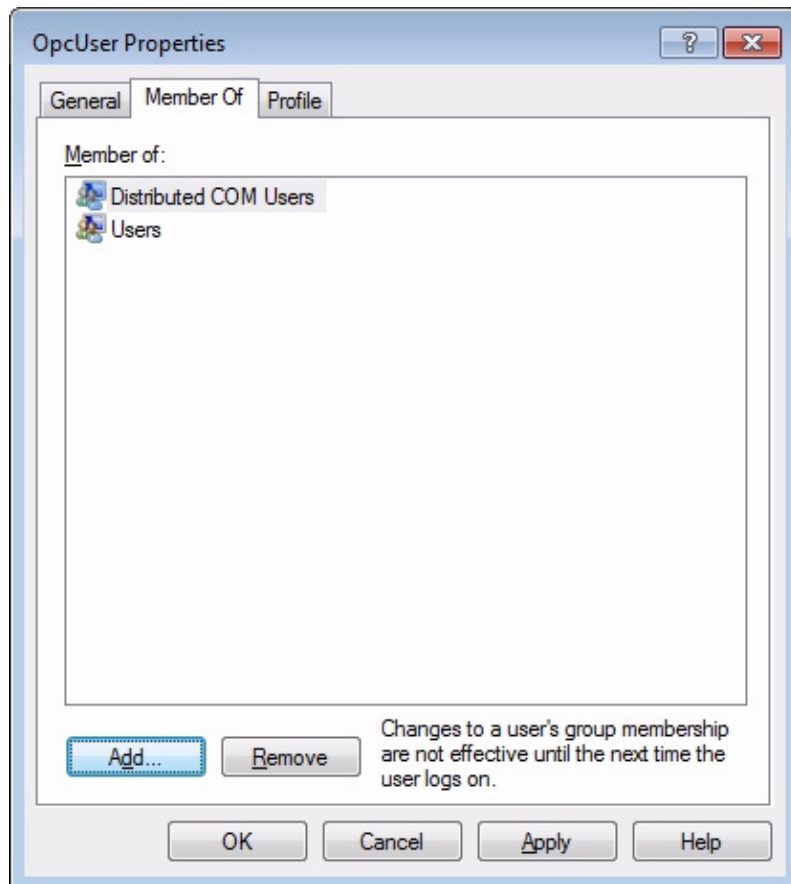 OpcUser Properties
General Member Of Profile
Member of:
Distributed COM Users
Users
Changes to a user's group membership
are not effective until the next time the
user logs on.
Add... Remove
OK Cancel Apply Help